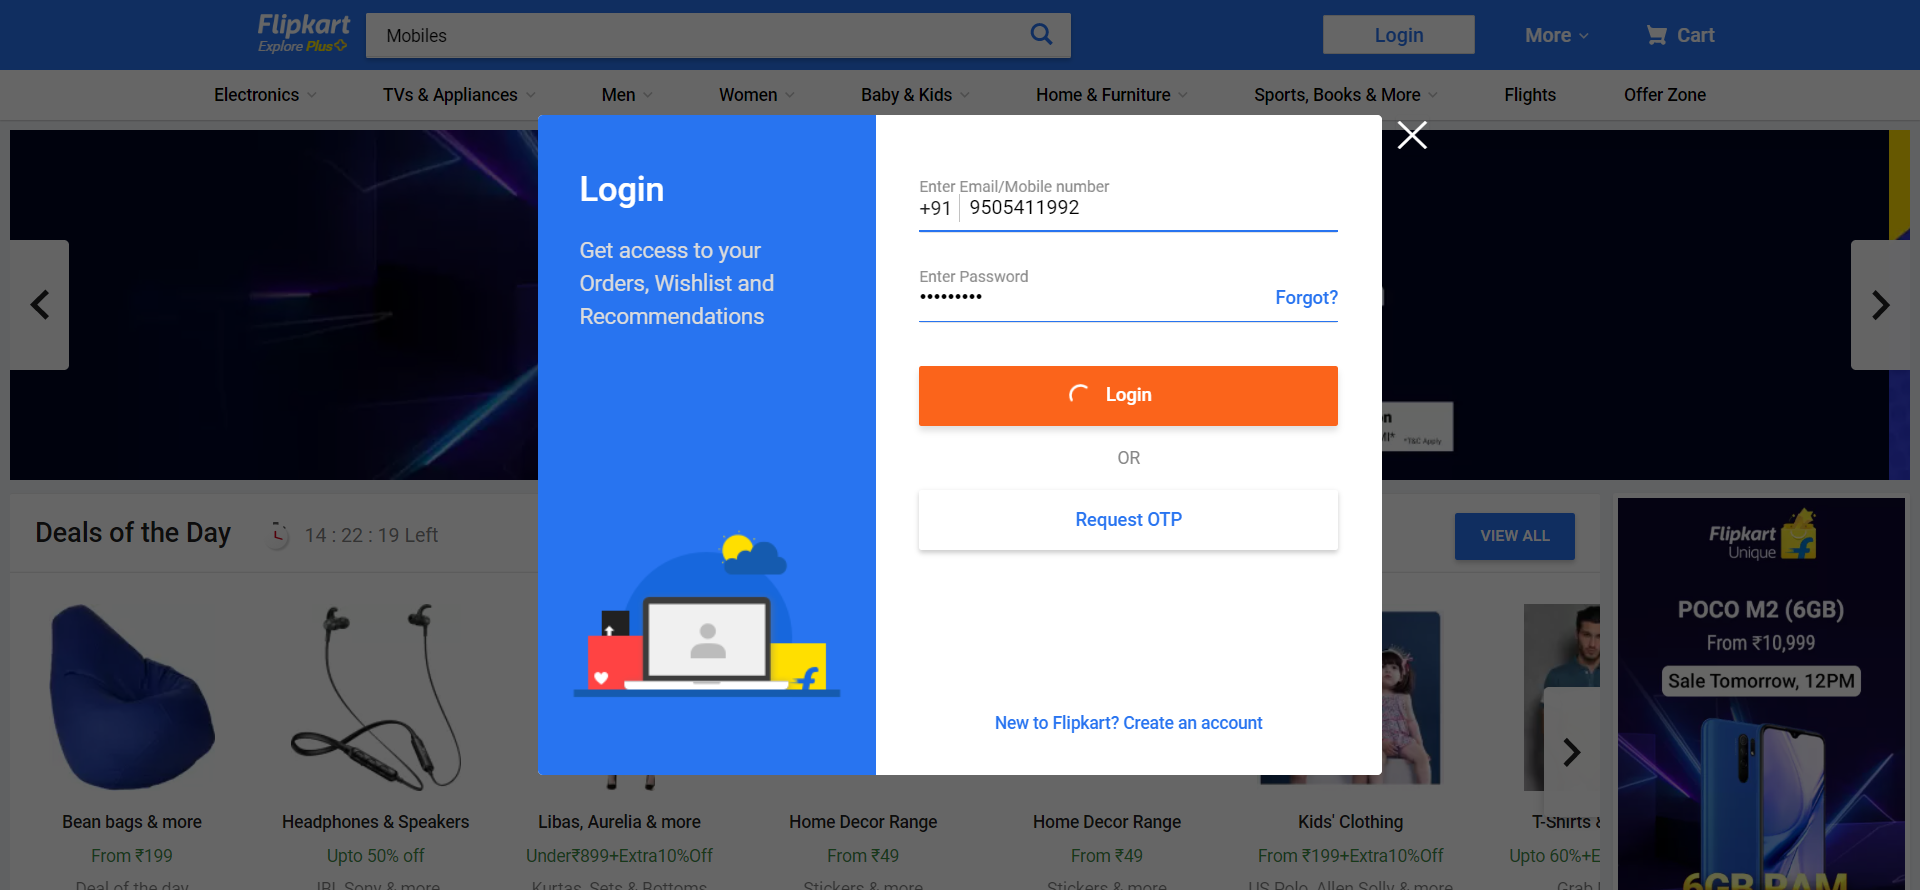 Flipkart
Explore Plus
Mobiles
Login
More
Cart
Electronics
TVs & Appliances
Men
Women
Baby & Kids
Home & Furniture
Sports, Books & More
Flights
Offer Zone
Login
Get access to your
Orders, Wishlist and
Recommendations
Enter Email/Mobile number
+91 9505411992
Enter Password
Forgot?
Login
OR
Request OTP
New to Flipkart? Create an account
*T&C Apply
Deals of the Day
14 : 22 : 19 Left
VIEW ALL
Bean bags & more
From ₹199
Deal of the day
Headphones & Speakers
Upto 50% off
JBL Sony & more
Libas, Aurelia & more
Under₹899+Extra10%Off
Kurtas, Sets & Bottoms
Home Decor Range
From ₹49
Stickers & more
Home Decor Range
From ₹49
Stickers & more
Kids' Clothing
From ₹199+Extra10%Off
US Polo, Allen Solly & more
T-Shirts &
Upto 60%+E
Grab
Flipkart
Unique
POCO M2 (6GB)
From ₹10,999
Sale Tomorrow, 12PM
6GB RAM